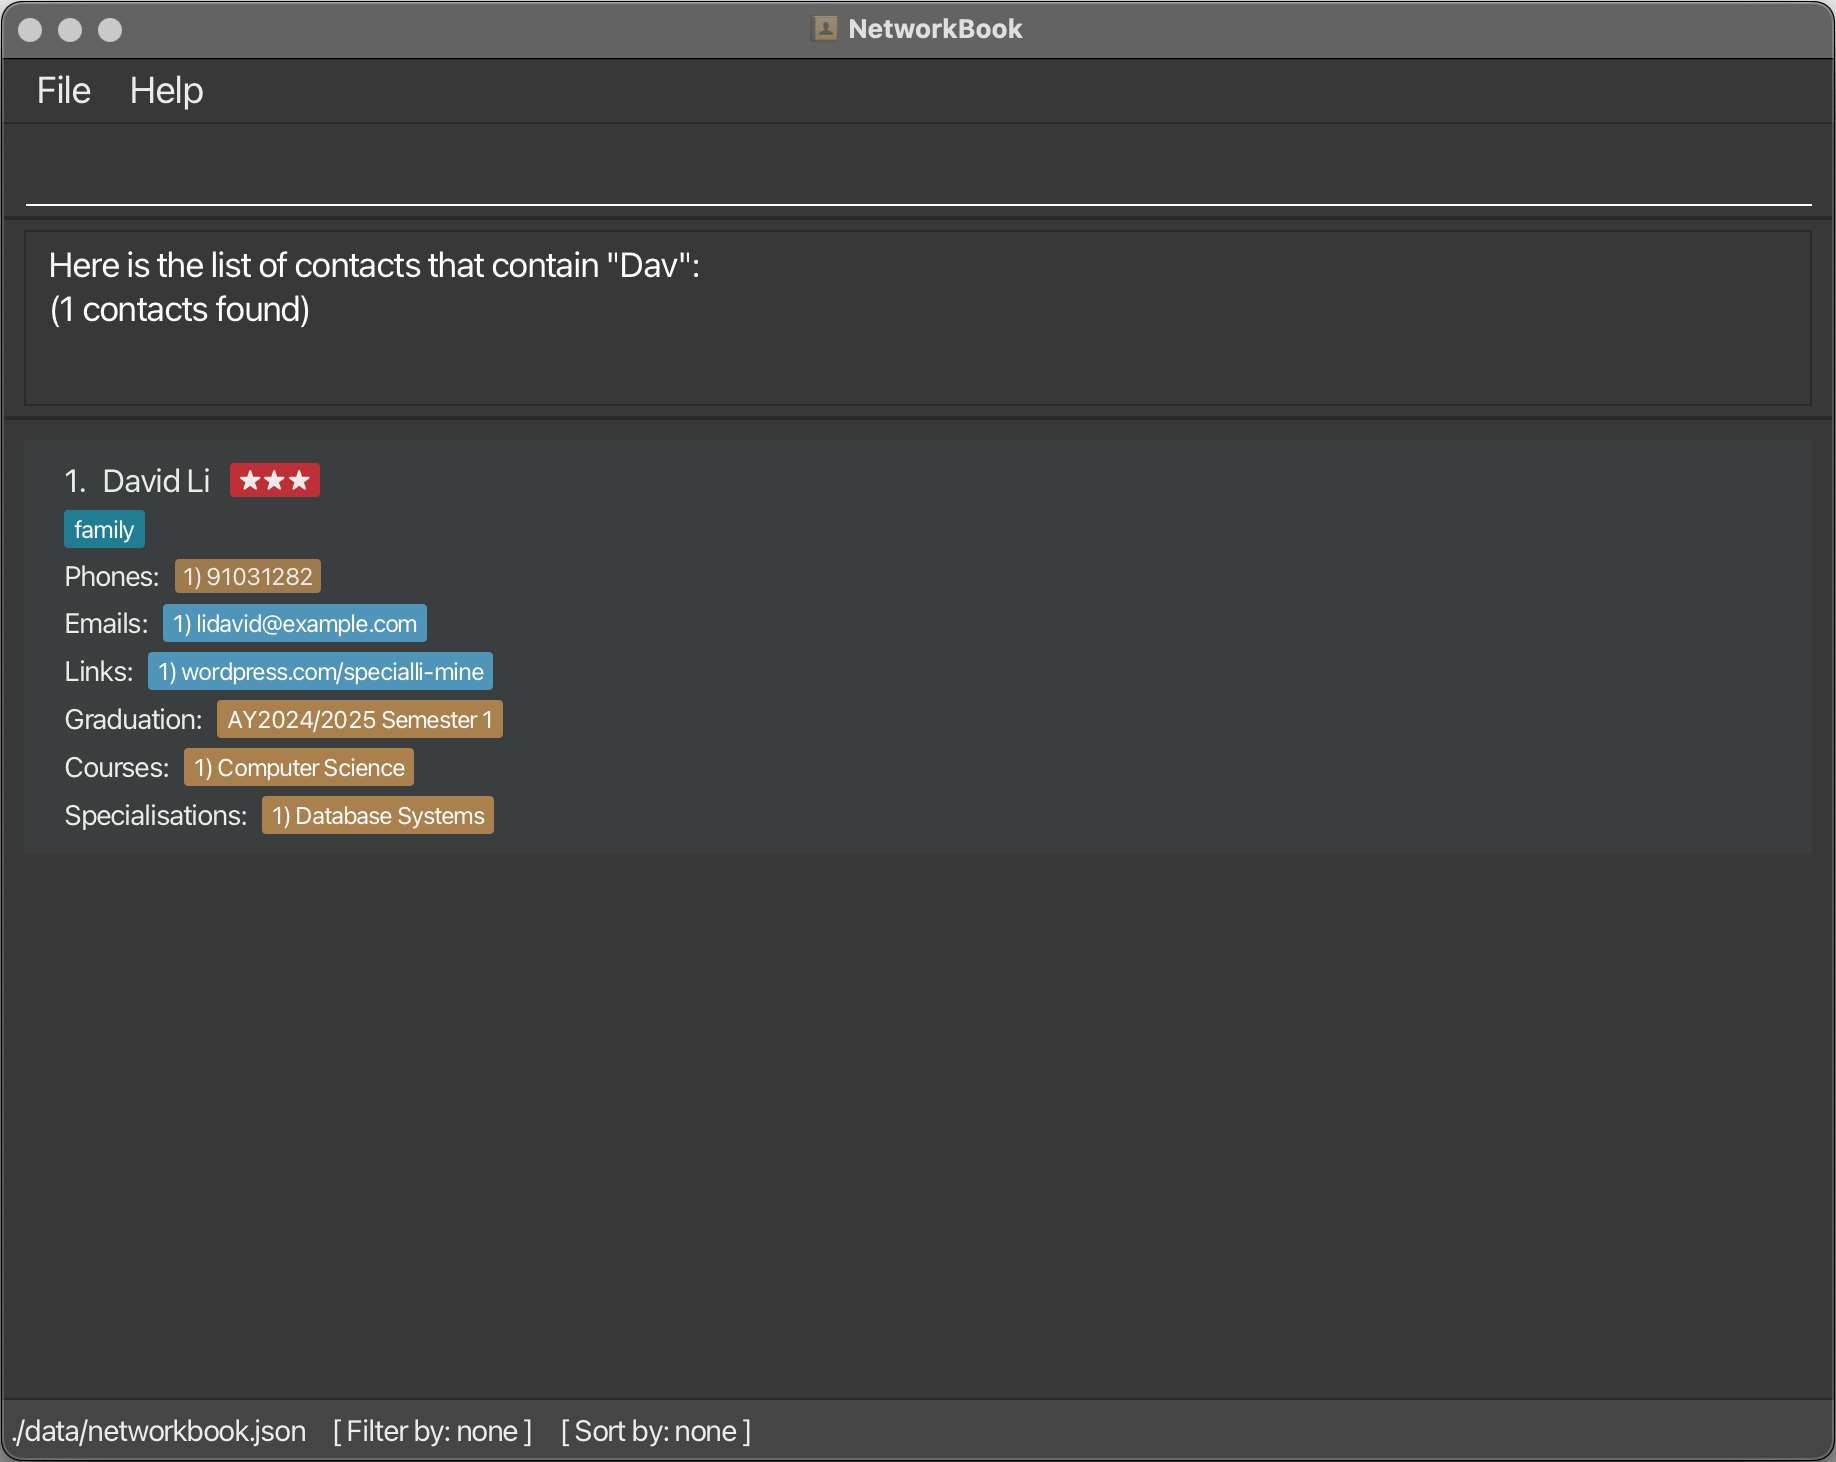 NetworkBook
File Help
Here is the list of contacts that contain "Dav":
(1 contacts found)
1. David Li ★★★
family
Phones: 1) 91031282
Emails: 1) lidavid@example.com
Links: 1) wordpress.com/specialli-mine
Graduation: AY2024/2025 Semester 1
Courses: 1) Computer Science
Specialisations: 1) Database Systems
./data/networkbook.json [ Filter by: none ] [ Sort by: none ]